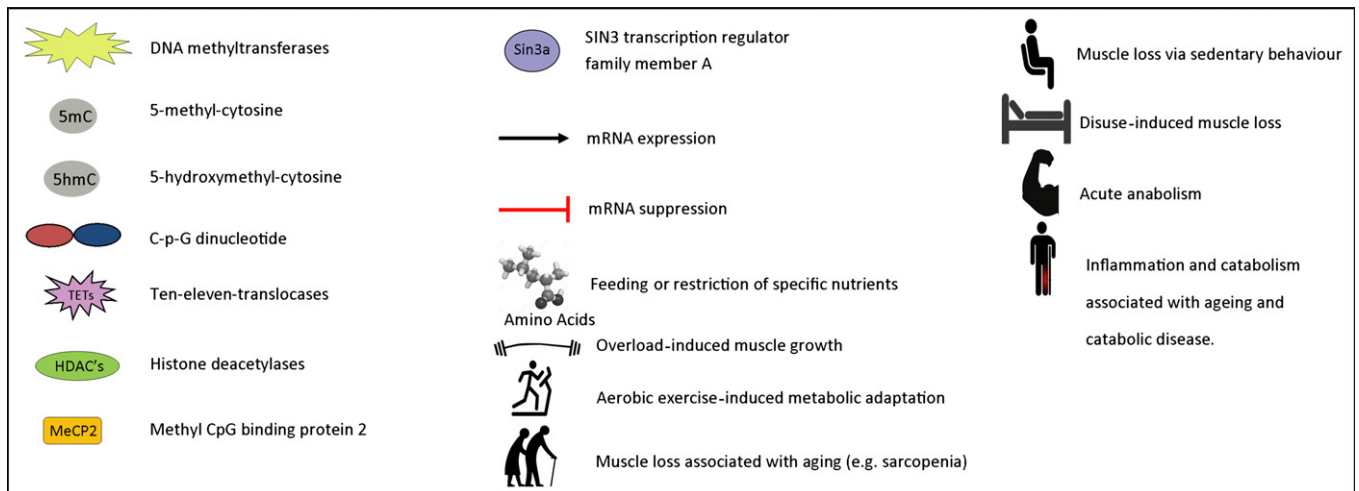 DNA methyltransferases
5mC
5-methyl-cytosine
5hmC
5-hydroxymethyl-cytosine
C-p-G dinucleotide
TETs
Ten-eleven-translocases
HDAC's
Histone deacetylases
MeCP2
Methyl CpG binding protein 2
Sin3a
SIN3 transcription regulator
family member A
mRNA expression
mRNA suppression
Feeding or restriction of specific nutrients
Amino Acids
Overload-induced muscle growth
Aerobic exercise-induced metabolic adaptation
Muscle loss associated with aging (e.g. sarcopenia)
Muscle loss via sedentary behaviour
Disuse-induced muscle loss
Acute anabolism
Inflammation and catabolism
associated with ageing and
catabolic disease.